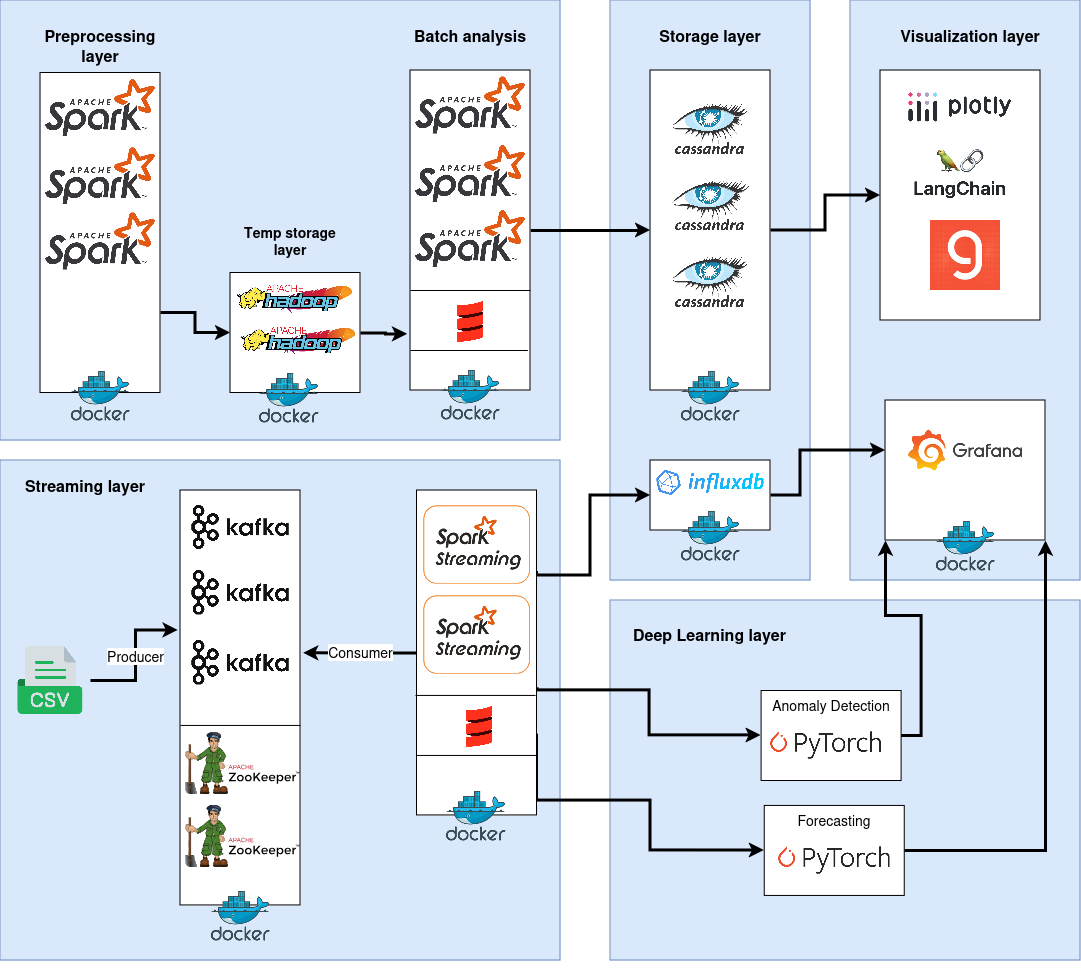 Preprocessing
layer
APACHE
Spark
APACHE
Spark
APACHE
Spark
docker
Temp storage
layer
APACHE
hadoop
APACHE
hadoop
docker
Batch analysis
APACHE
Spark
APACHE
Spark
APACHE
Spark
docker
Storage layer
cassandra
cassandra
cassandra
docker
influxdb
docker
Visualization layer
plotly
LangChain
g
Grafana
docker
Streaming layer
CSV
Producer
kafka
kafka
kafka
APACHE
ZooKeeper
APACHE
ZooKeeper
docker
Consumer
Spark
Streaming
Spark
Streaming
docker
Deep Learning layer
Anomaly Detection
PyTorch
Forecasting
PyTorch